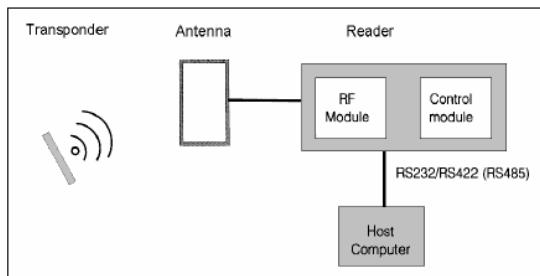 Transponder Antenna Reader
RF Module
Control module
RS232/RS422 (RS485)
Host Computer